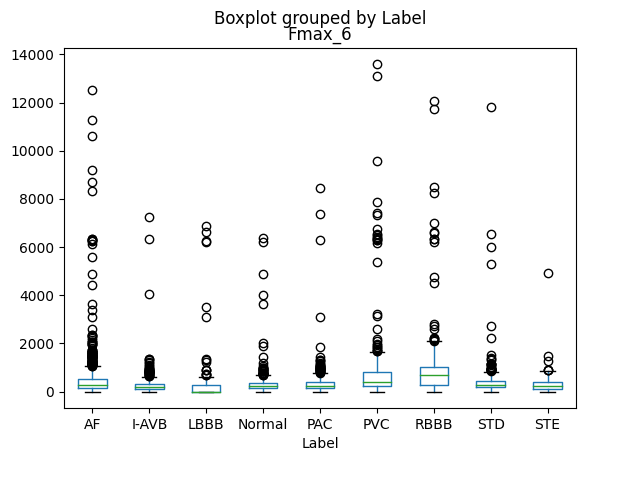 Boxplot grouped by Label
Fmax_6
14000
12000
10000
8000
6000
4000
2000
0
AF I-AVB LBBB Normal PAC PVC RBBB STD STE
Label